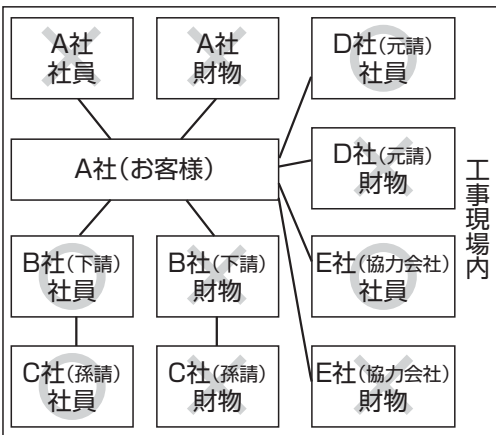 A社
社員
A社
財物
D社(元請)
社員
A社(お客様)
D社(元請)
財物
B社(下請)
社員
B社(下請)
財物
E社(協力会社)
社員
C社(孫請)
社員
C社(孫請)
財物
E社(協力会社)
財物
工事現場内